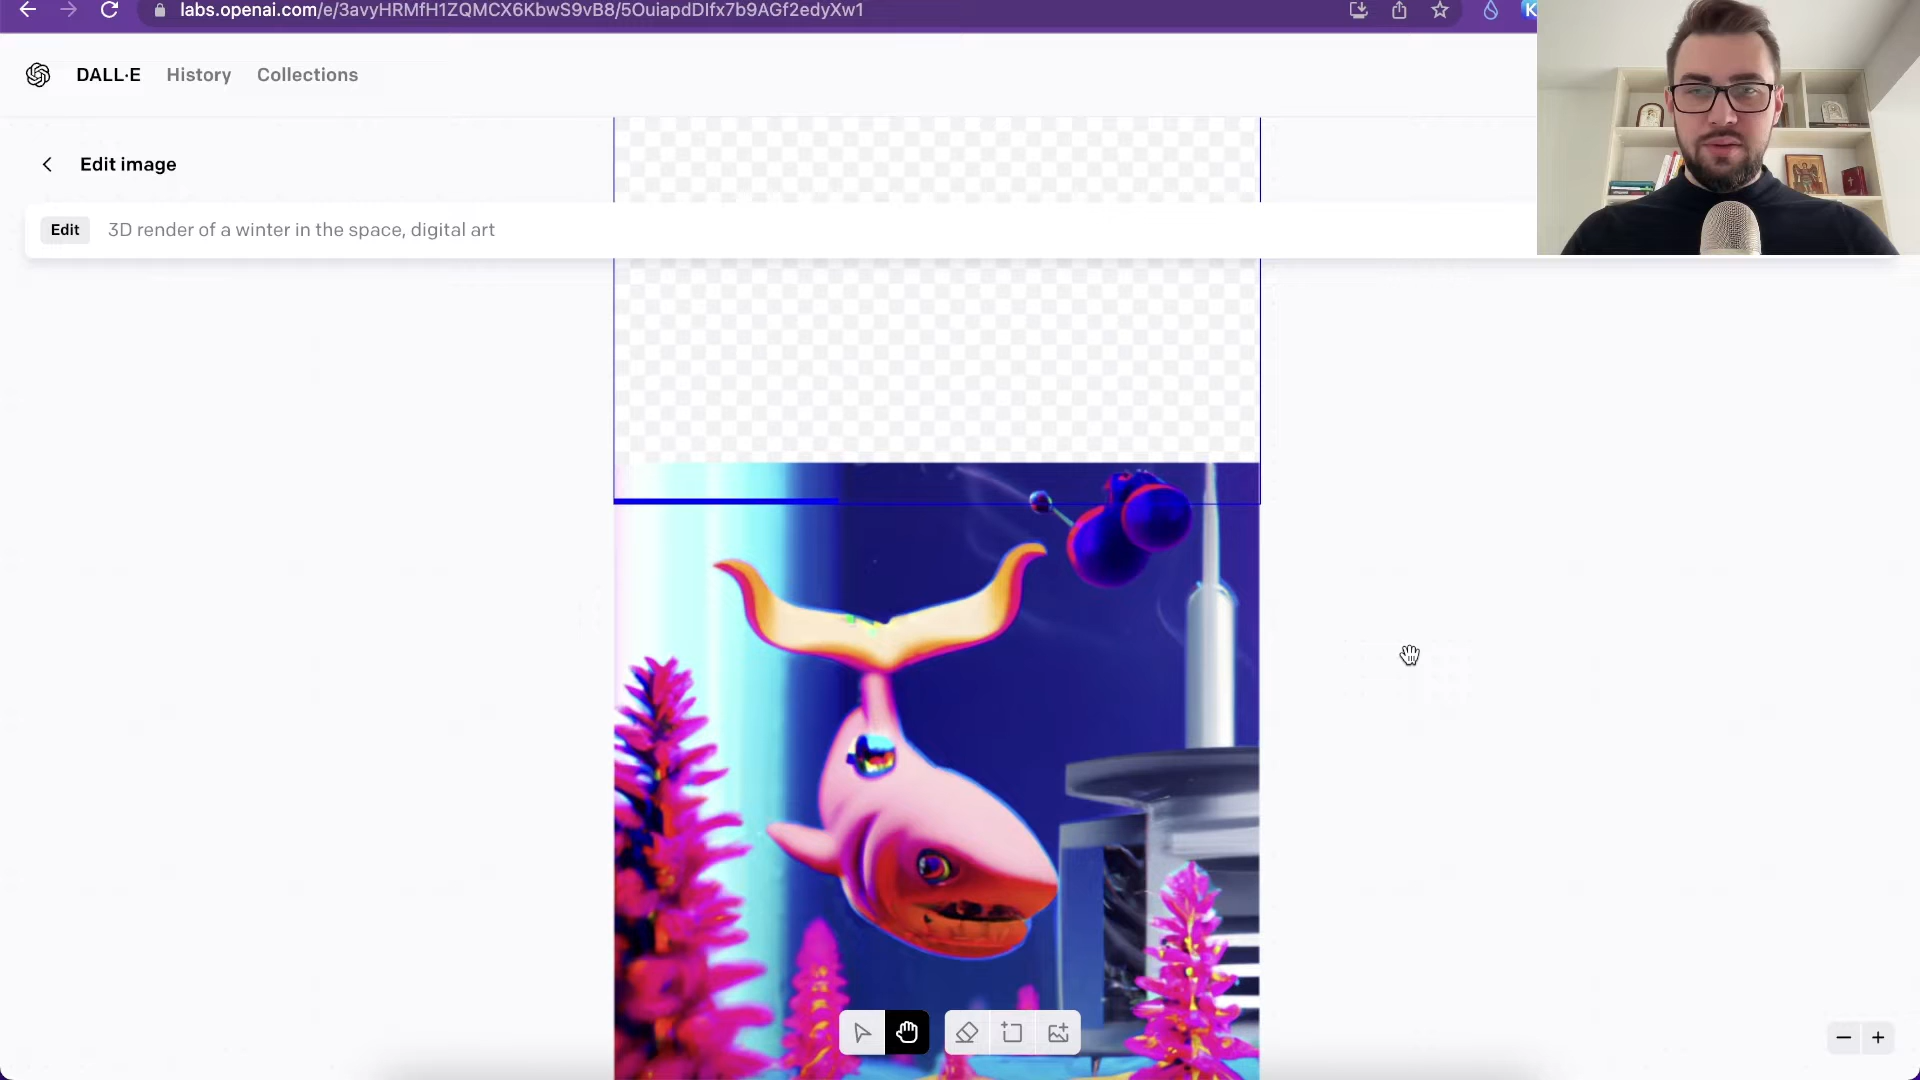 labs.openai.com/e/3avyHRMfH1ZQMCX6KbwS9vB8/5OuiapdDIfx7b9AGf2edyXw1
K
DALL·E History Collections
Edit image
Edit 3D render of a winter in the space, digital art